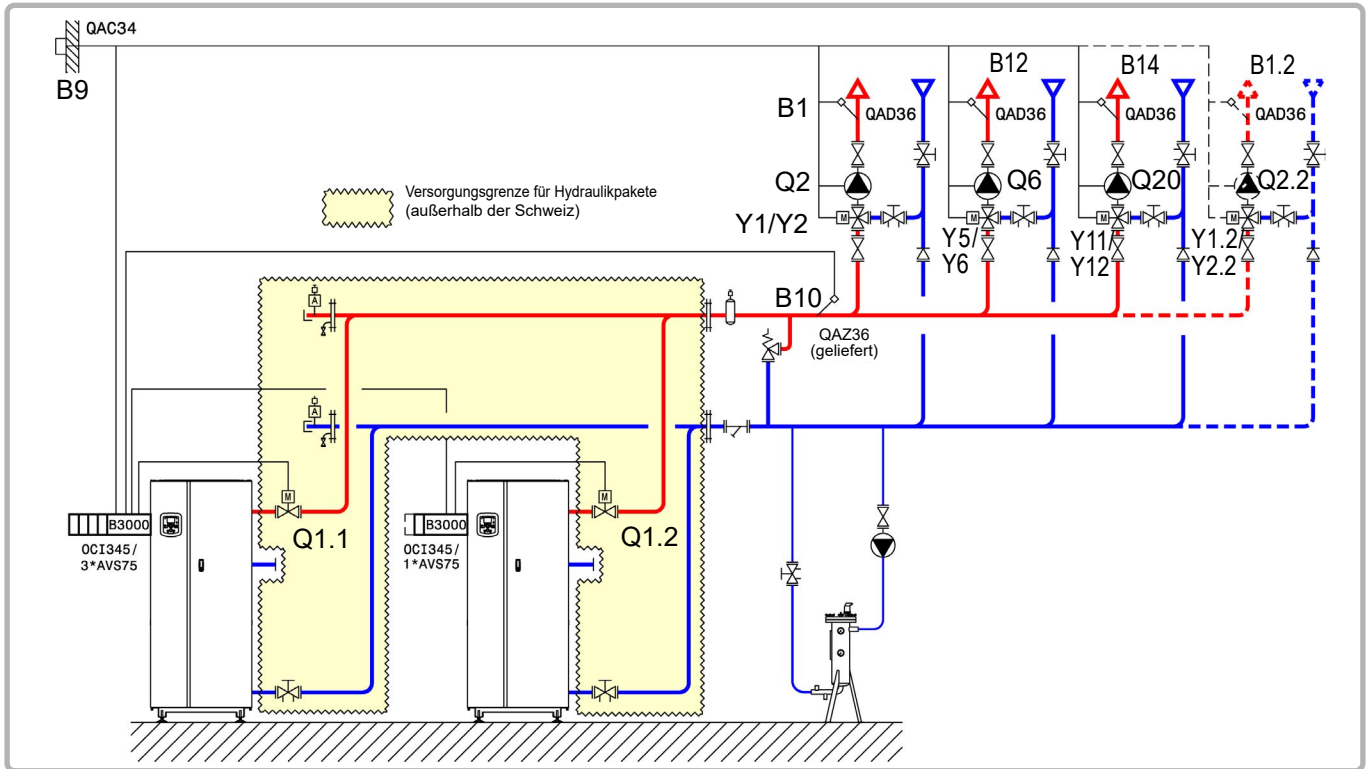 QAC34
B9
B12
B14
B1.2
B1
QAD36
QAD36
QAD36
QAD36
Versorgungsgrenze für Hydraulikpakete
(außerhalb der Schweiz)
Q2
Q6
Q20
Q2.2
M
M
M
M
Y1/Y2
Y5/
Y6
Y11/
Y12
Y1.2/
Y2.2
A
B10
QAZ36
(geliefert)
A
M
M
B3000
Q1.1
B3000
Q1.2
OCI345/
3*AVS75
OCI345/
1*AVS75